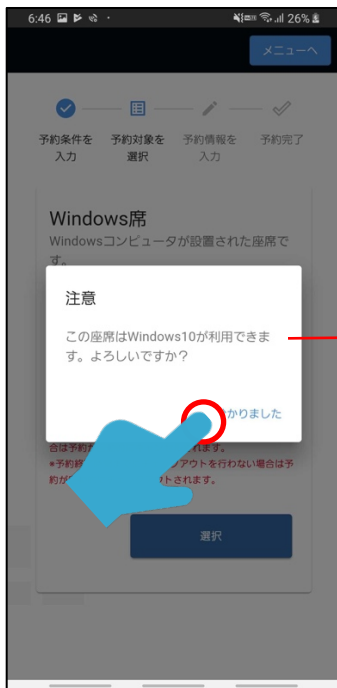 6:46
26%
メニューへ
予約条件を 予約対象を 予約情報を 予約完了
入力 選択 入力
Windows席
Windowsコンピュータが設置された座席で
す。
注意
この座席はWindows10が利用できま
す。よろしいですか？
かりました
合は予約が
されます。
*予約終
アウトを行わない場合は予
約が
トされます。
選択